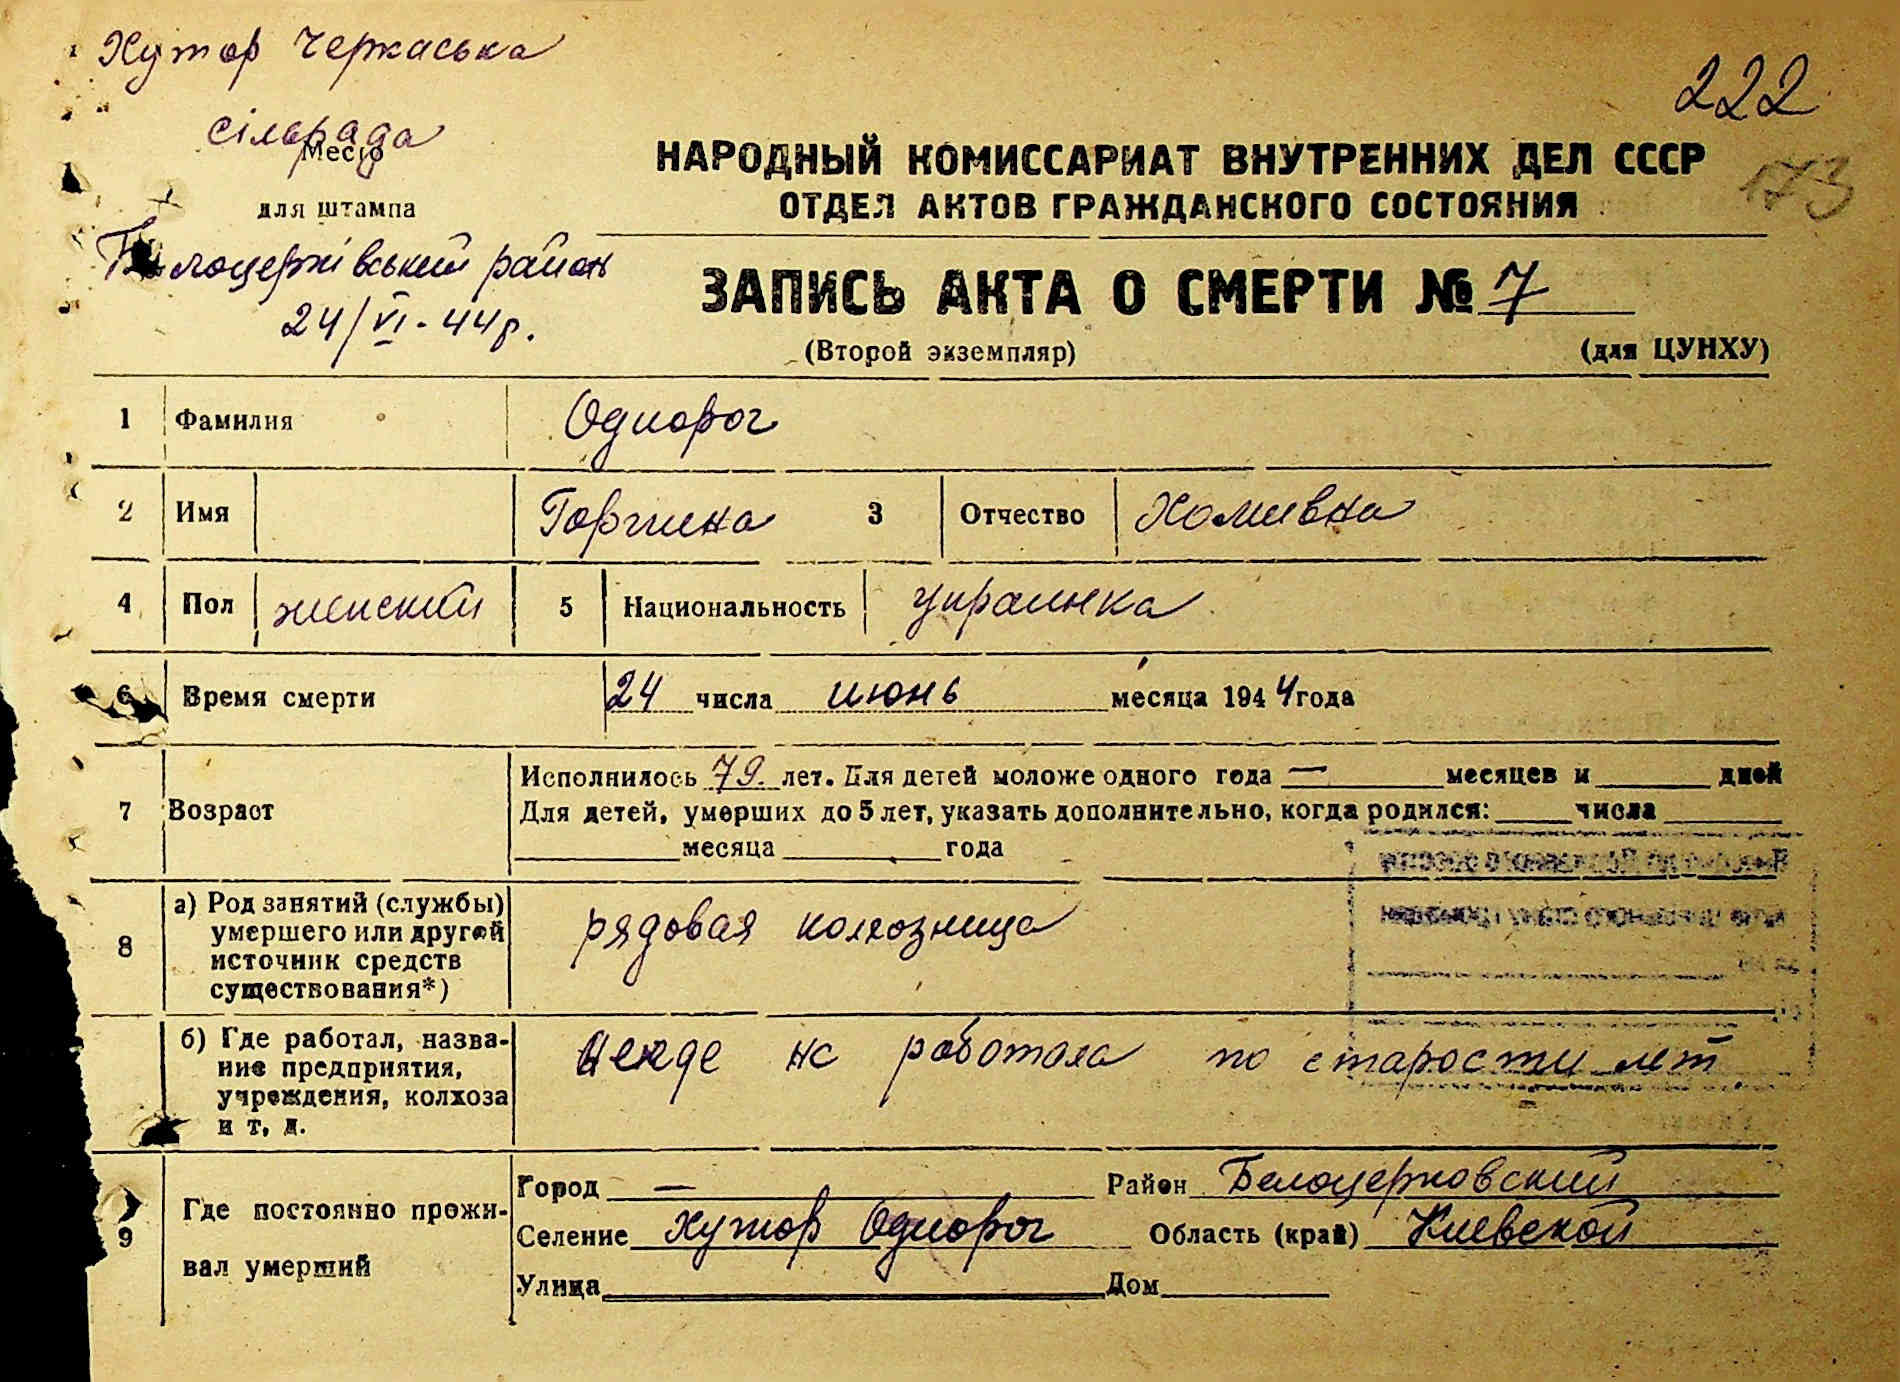 Хутор Черкаська
222
сільрада
Место
НАРОДНЫЙ КОМИССАРИАТ ВНУТРЕННИХ ДЕЛ СССР
173
для штампа
ОТДЕЛ АКТОВ ГРАЖДАНСКОГО СОСТОЯНИЯ
Білоцерківський район
ЗАПИСЬ АКТА О СМЕРТИ № 7
24/VI-44р.
(Второй экземпляр) (для ЦУНХУ)
1 Фамилия Однорог
2 Имя Горпина 3 Отчество Хомивна
4 Пол женский 5 Национальность украинка
6 Время смерти 24 числа июнь месяца 1944 года
Исполнилось 79. лет. Для детей моложе одного года — месяцев и дней
7 Возраст Для детей, умерших до 5 лет, указать дополнительно, когда родился: числа
месяца года
8 а) Род занятий (службы) рядовая колхозница
умершего или другой
источник средств
существования*)
б) Где работал, назва- не работала по старости лет.
ние предприятия,
учреждения, колхоза
и т. д.
9 Где постоянно прожи-
вал умерший
Город — Район Белоцерковский
Селение хутор Однорог Область (край) Киевской
Улица Дом